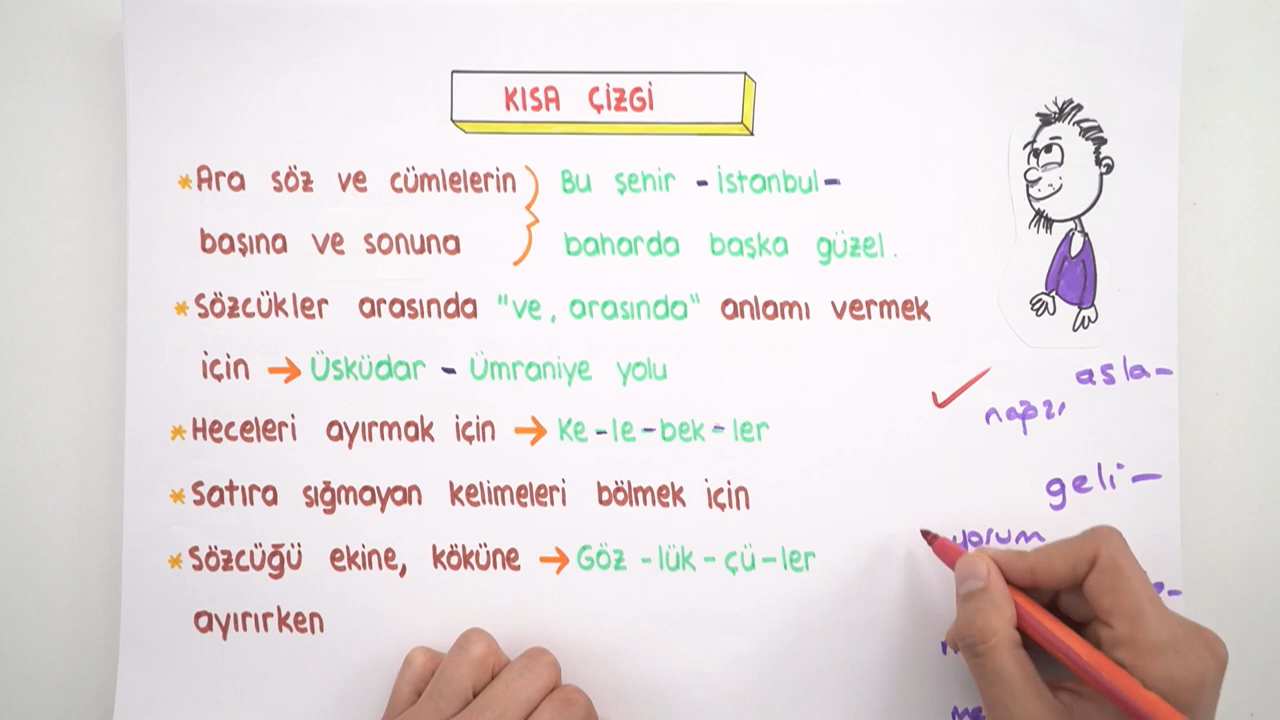 KISA ÇİZGİ
*Ara söz ve cümlelerin } Bu şehir -İstanbul-
başına ve sonuna baharda başka güzel.
*Sözcükler arasında "ve, arasında" anlamı vermek
için → Üsküdar - Ümraniye yolu
*Heceleri ayırmak için → Ke-le-bek-ler
*Satıra sığmayan kelimeleri bölmek için
*Sözcüğü ekine, köküne → Göz -lük-çü-ler
ayırırken
asla-
geli-
yorum